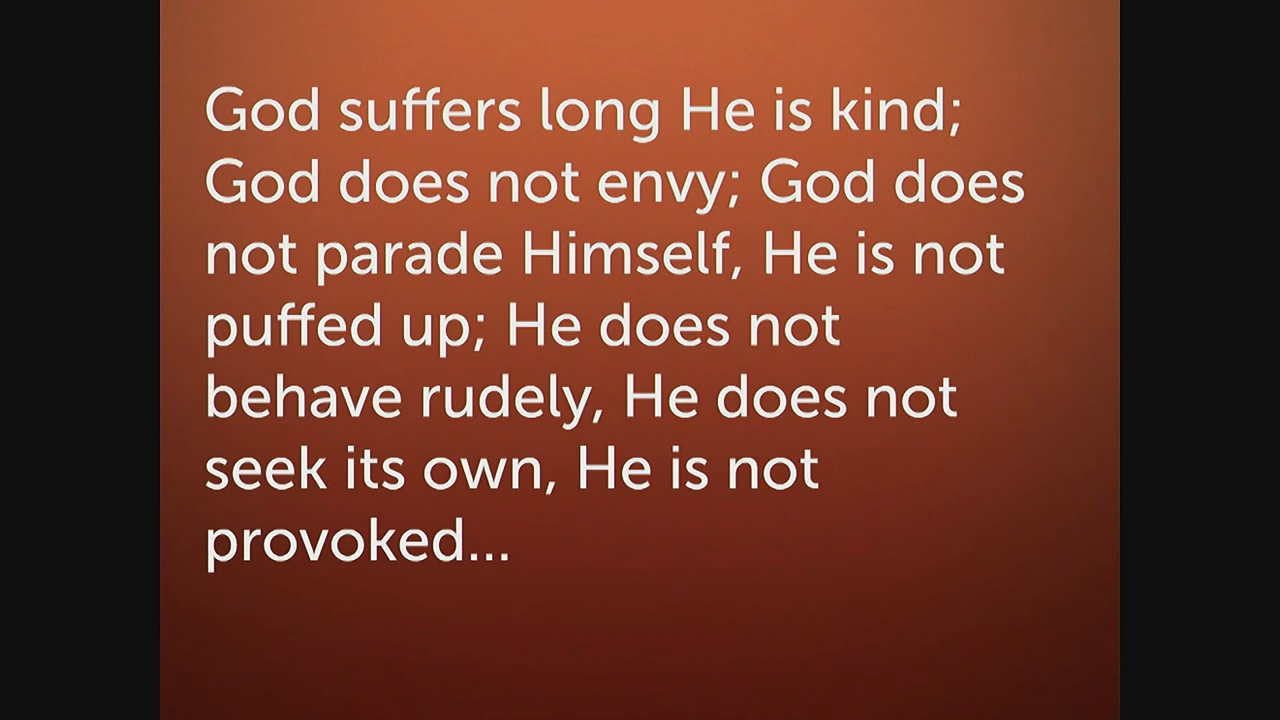 God suffers long He is kind;
God does not envy; God does
not parade Himself, He is not
puffed up; He does not
behave rudely, He does not
seek its own, He is not
provoked...